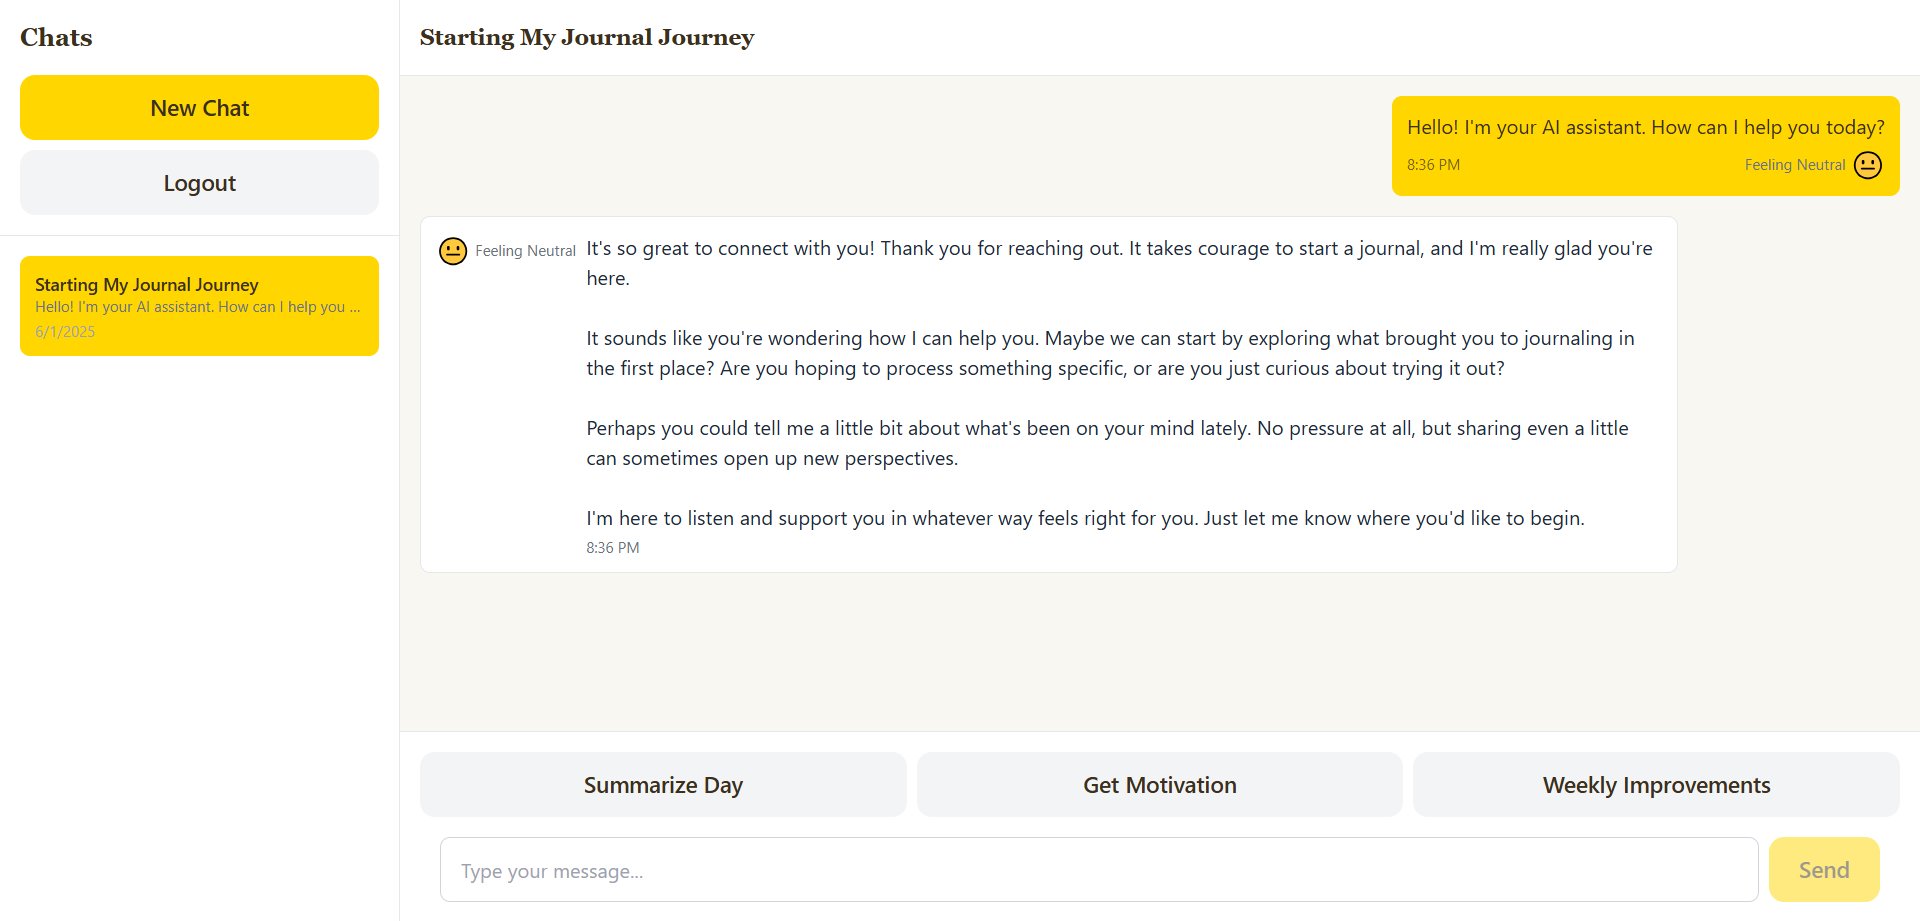 Chats
New Chat
Logout
Starting My Journal Journey
Hello! I'm your AI assistant. How can I help you ...
6/1/2025
Starting My Journal Journey
Hello! I'm your AI assistant. How can I help you today?
8:36 PM
Feeling Neutral
Feeling Neutral
It's so great to connect with you! Thank you for reaching out. It takes courage to start a journal, and I'm really glad you're
here.
It sounds like you're wondering how I can help you. Maybe we can start by exploring what brought you to journaling in
the first place? Are you hoping to process something specific, or are you just curious about trying it out?
Perhaps you could tell me a little bit about what's been on your mind lately. No pressure at all, but sharing even a little
can sometimes open up new perspectives.
I'm here to listen and support you in whatever way feels right for you. Just let me know where you'd like to begin.
8:36 PM
Summarize Day
Get Motivation
Weekly Improvements
Type your message...
Send